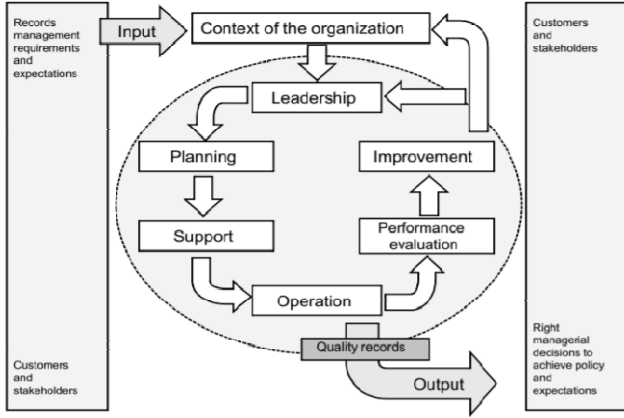 Records
management
requirements
and
expectations
Input
Context of the organization
Customers
and
stakeholders
Leadership
Planning
Improvement
Support
Performance
evaluation
Operation
Quality records
Output
Customers
and
stakeholders
Right
managerial
decisions to
achieve policy
and
expectations